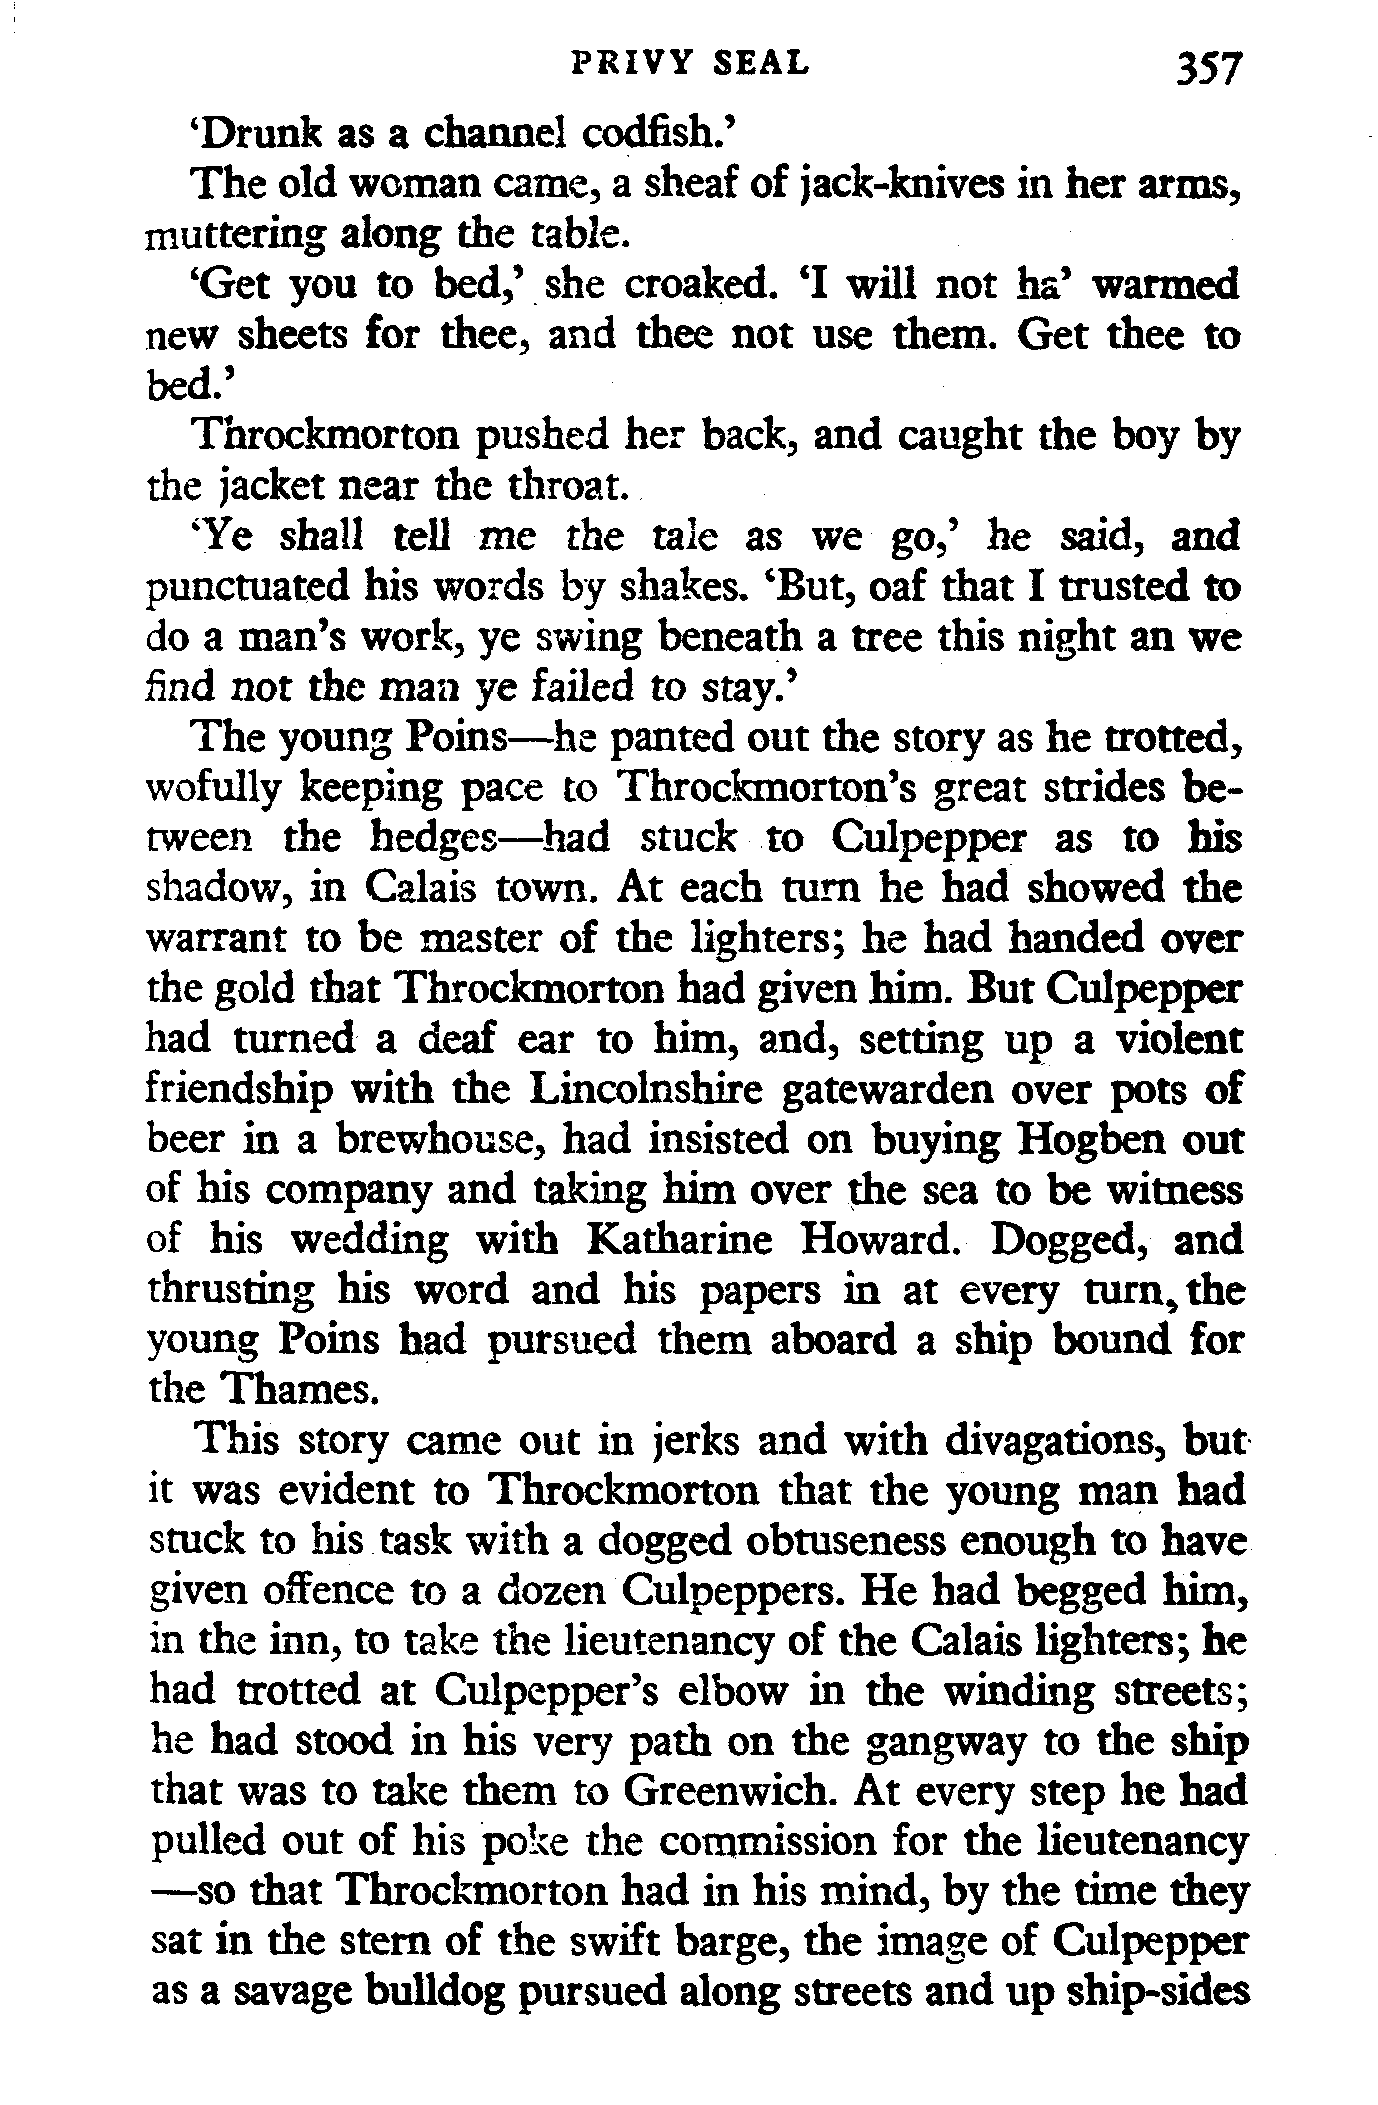 PRIVY SEAL 357
‘Drunk as a channel codfish.’
The old woman came, a sheaf of jack-knives in her arms,
muttering along the table.
‘Get you to bed,’ she croaked. ‘I will not ha’ warmed
new sheets for thee, and thee not use them. Get thee to
bed.’
Throckmorton pushed her back, and caught the boy by
the jacket near the throat.
‘Ye shall tell me the tale as we go,’ he said, and
punctuated his words by shakes. ‘But, oaf that I trusted to
do a man’s work, ye swing beneath a tree this night an we
find not the man ye failed to stay.’
The young Poins—he panted out the story as he trotted,
wofully keeping pace to Throckmorton’s great strides be-
tween the hedges—had stuck to Culpepper as to his
shadow, in Calais town. At each turn he had showed the
warrant to be master of the lighters; he had handed over
the gold that Throckmorton had given him. But Culpepper
had turned a deaf ear to him, and, setting up a violent
friendship with the Lincolnshire gatewarden over pots of
beer in a brewhouse, had insisted on buying Hogben out
of his company and taking him over the sea to be witness
of his wedding with Katharine Howard. Dogged, and
thrusting his word and his papers in at every turn, the
young Poins had pursued them aboard a ship bound for
the Thames.
This story came out in jerks and with divagations, but
it was evident to Throckmorton that the young man had
stuck to his task with a dogged obtuseness enough to have
given offence to a dozen Culpeppers. He had begged him,
in the inn, to take the lieutenancy of the Calais lighters; he
had trotted at Culpepper’s elbow in the winding streets;
he had stood in his very path on the gangway to the ship
that was to take them to Greenwich. At every step he had
pulled out of his poke the commission for the lieutenancy
—so that Throckmorton had in his mind, by the time they
sat in the stern of the swift barge, the image of Culpepper
as a savage bulldog pursued along streets and up ship-sides